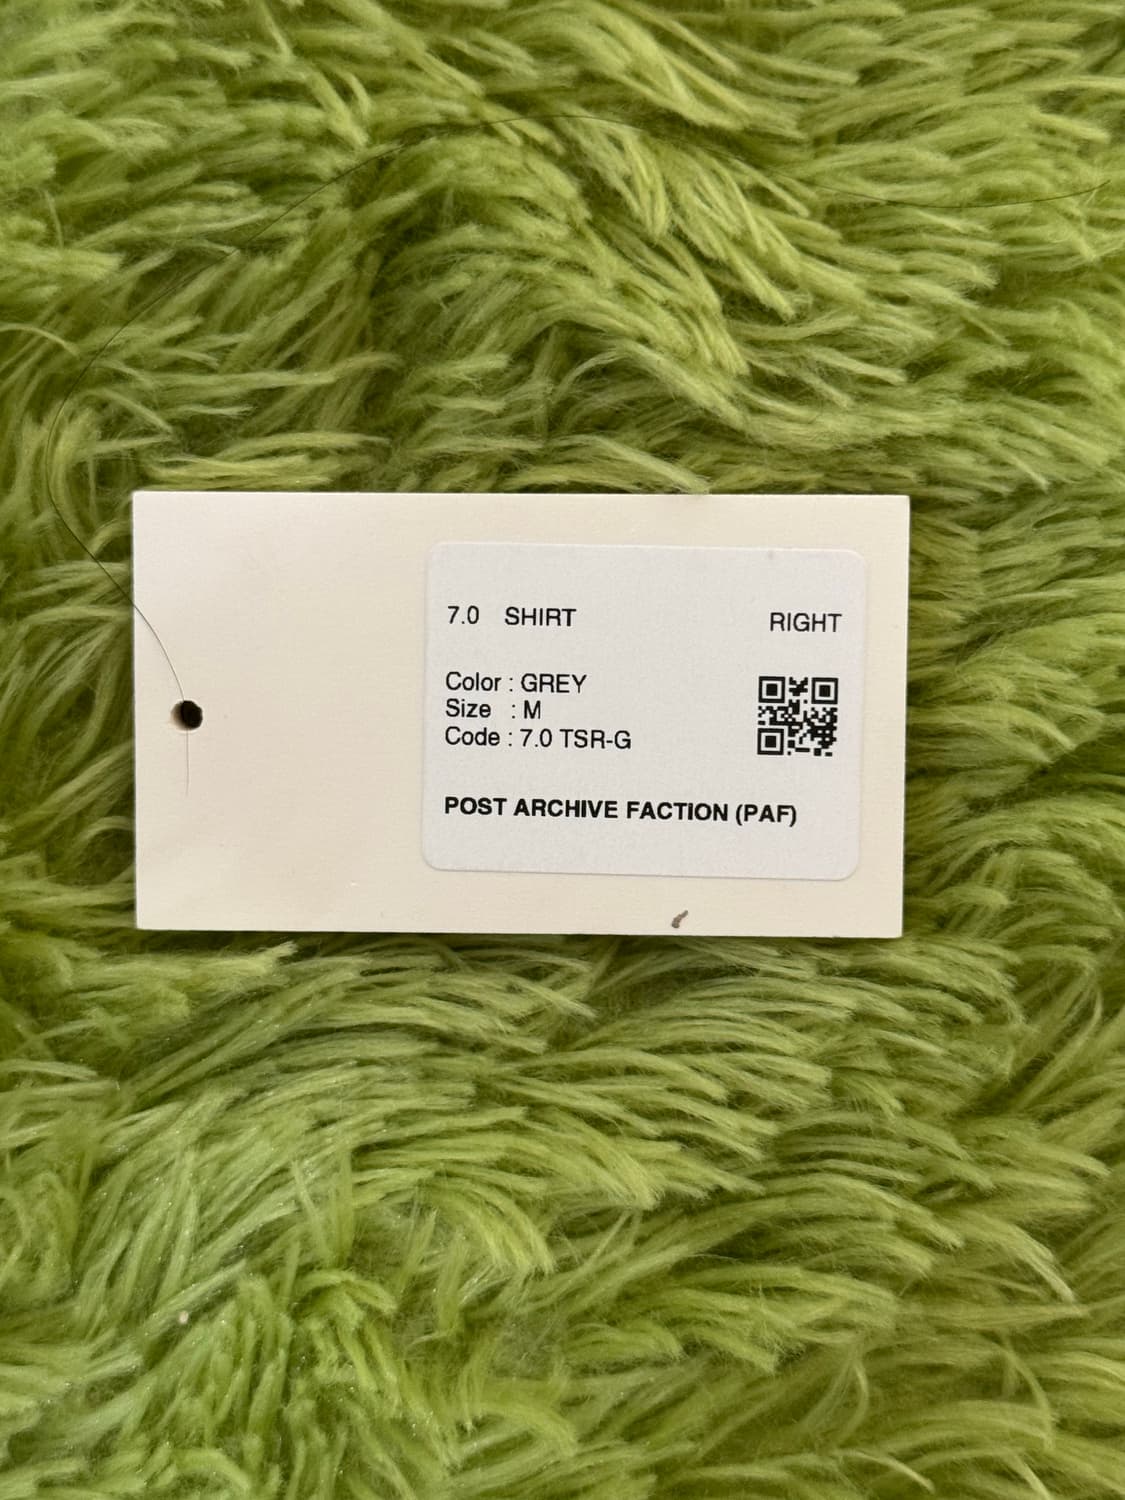 7.0 SHIRT RIGHT
Color : GREY
Size : M
Code : 7.0 TSR-G
POST ARCHIVE FACTION (PAF)